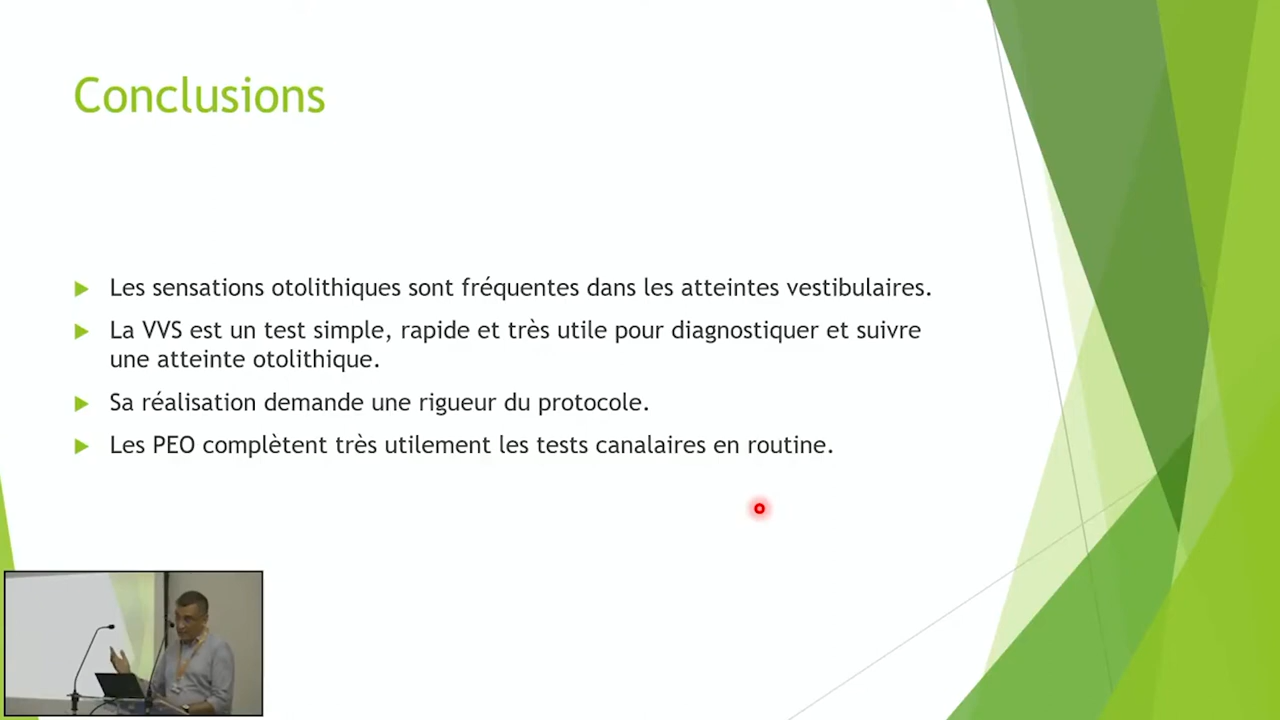 Conclusions
Les sensations otolithiques sont fréquentes dans les atteintes vestibulaires.
La VVS est un test simple, rapide et très utile pour diagnostiquer et suivre
une atteinte otolithique.
Sa réalisation demande une rigueur du protocole.
Les PEO complètent très utilement les tests canalaires en routine.